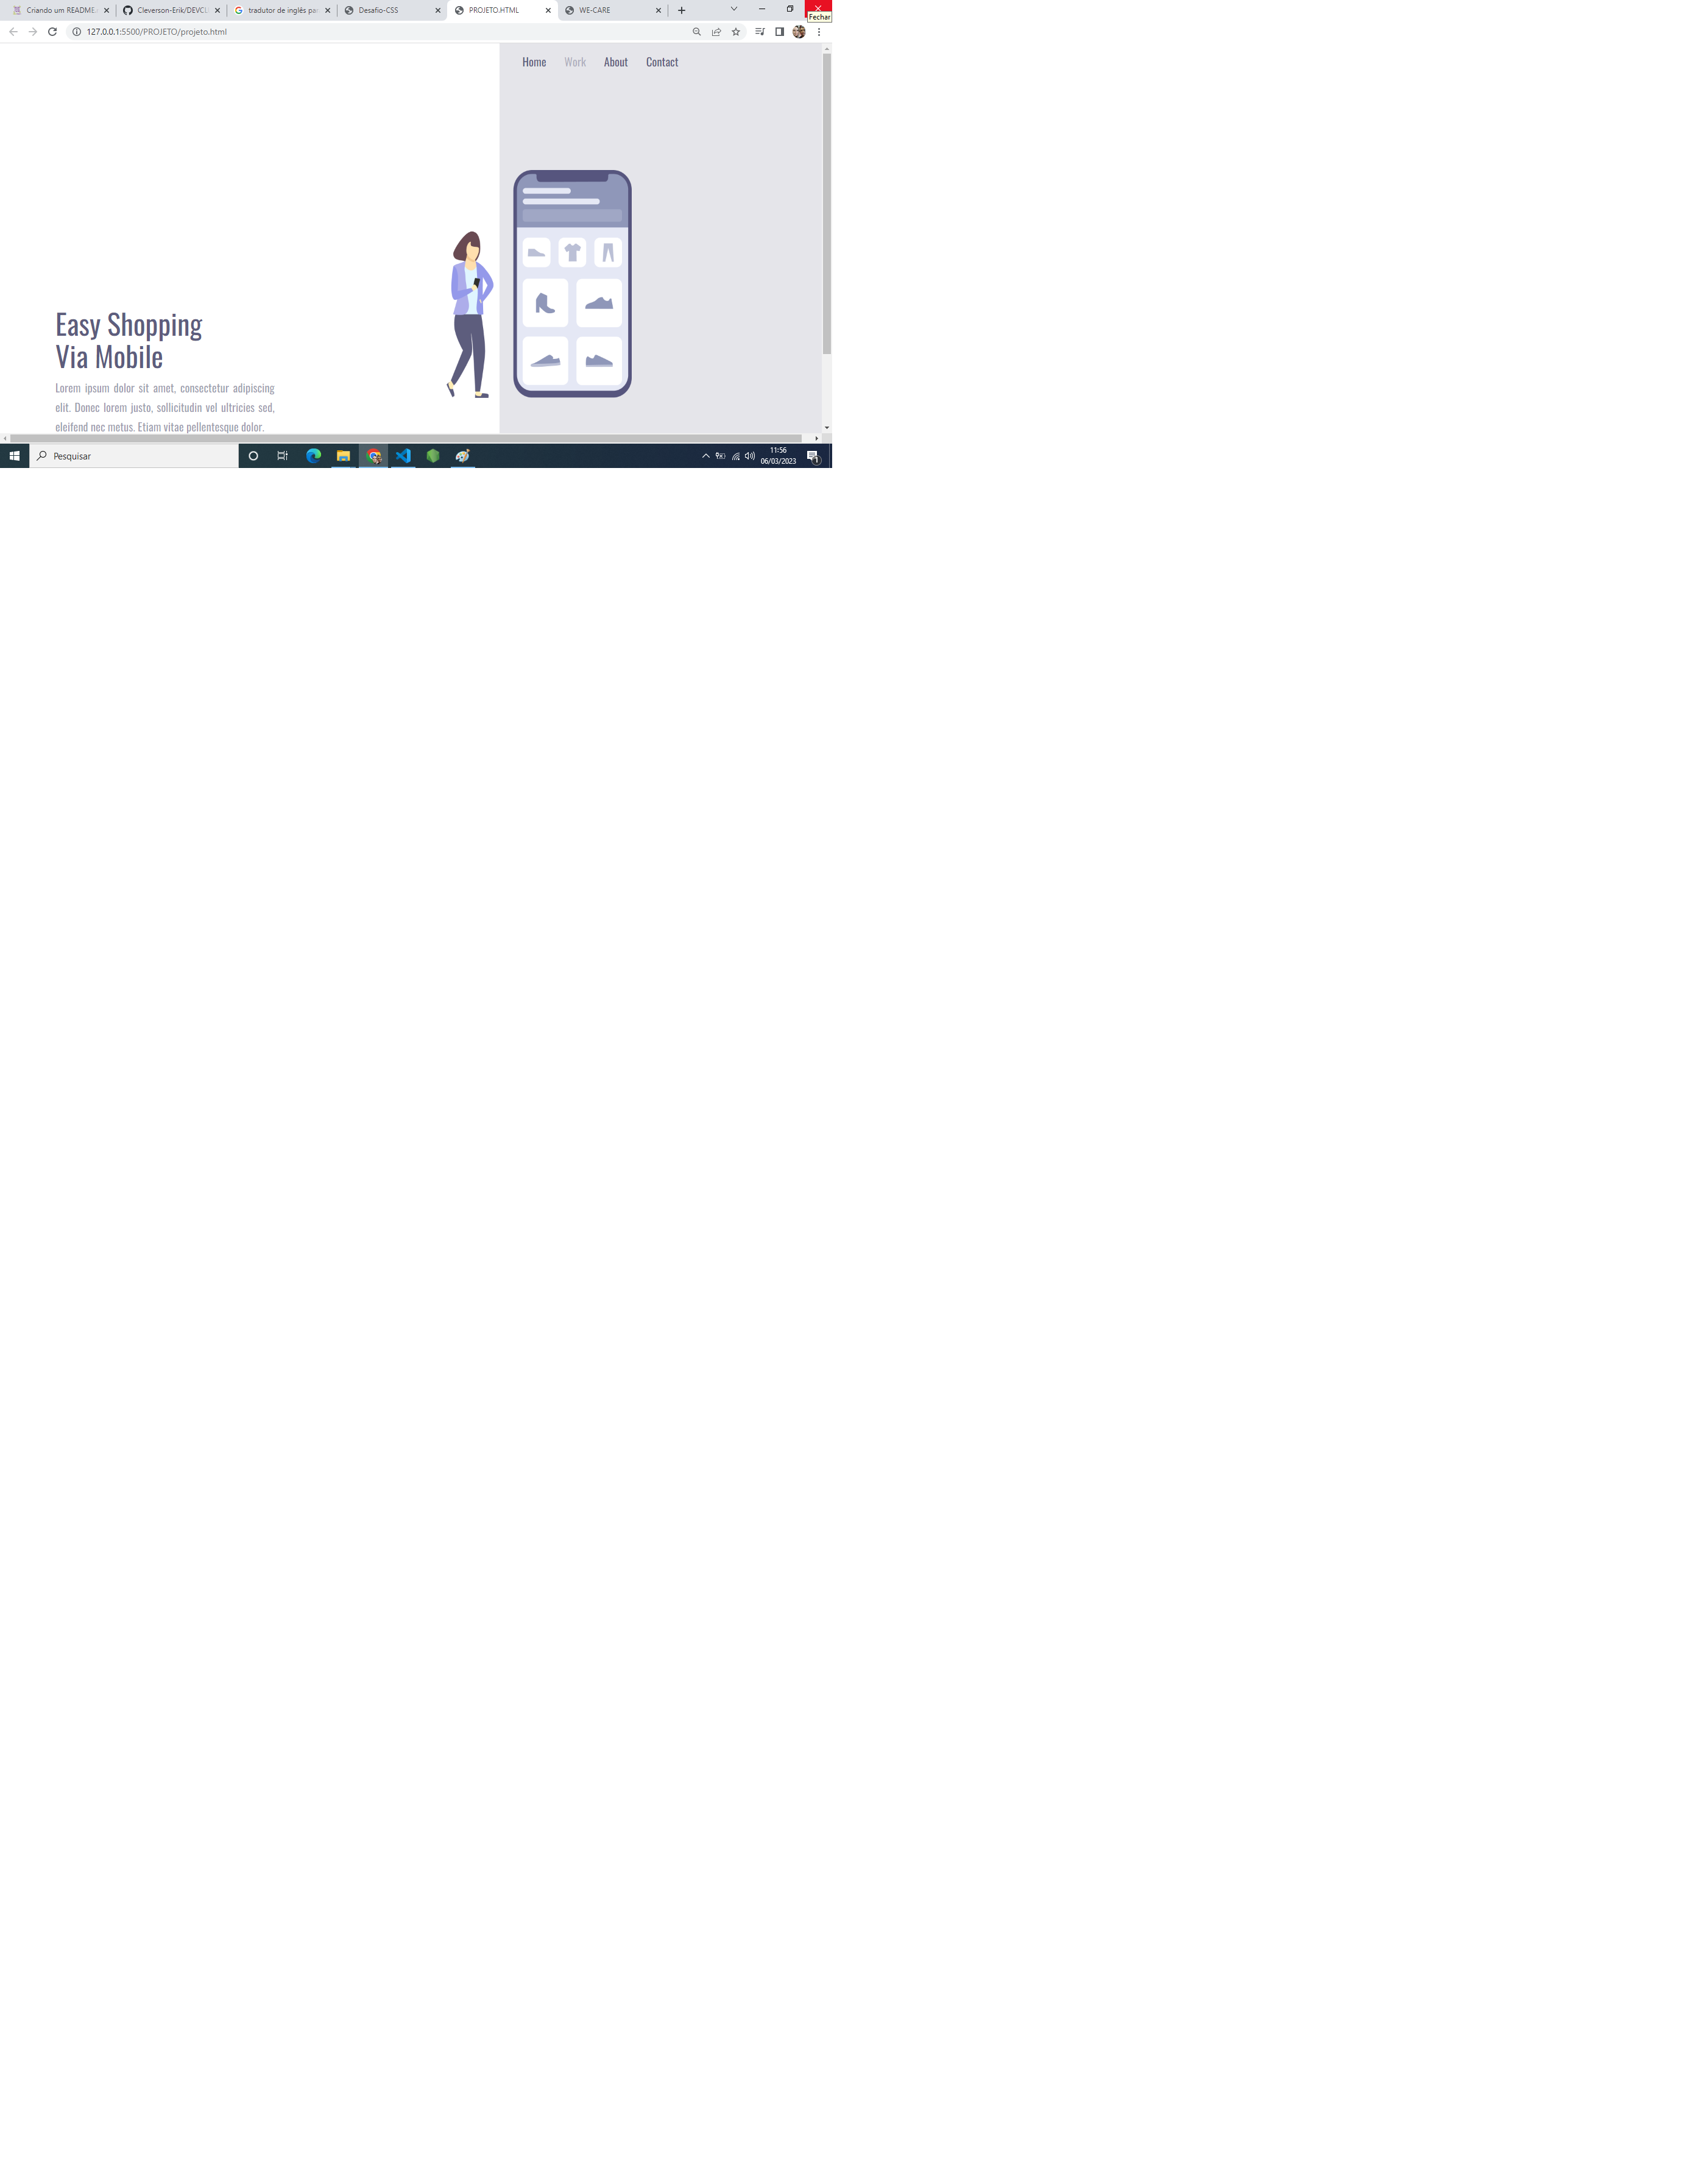 Criando um README.
Cleverson-Erik/DEVCL
tradutor de inglês pa
Desafio-CSS
PROJETO.HTML
WE-CARE
Fechar
127.0.0.1:5500/PROJETO/projeto.html
Home Work About Contact
Easy Shopping
Via Mobile
Lorem ipsum dolor sit amet, consectetur adipiscing
elit. Donec lorem justo, sollicitudin vel ultricies sed,
eleifend nec metus. Etiam vitae pellentesque dolor.
Pesquisar
11:56
06/03/2023
1